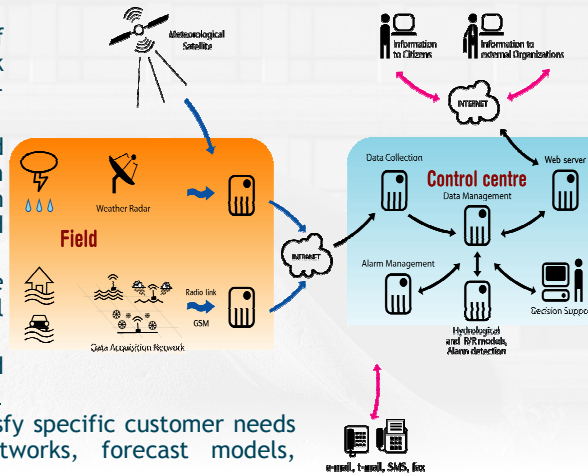 Meteorological
Satellite
Information
to Citizens
Information to
external Organizations
INTERNET
Data Collection
Web server
Control centre
Data Management
Weather Radar
Field
INTRANET
Alarm Management
Radio link
GSM
Data Acquisition Network
Hydrological
and R/R models,
Alarm detection
Decision Suppo
sfy specific customer needs
tworks, forecast models,
e-mail, t-mail, SMS, fax